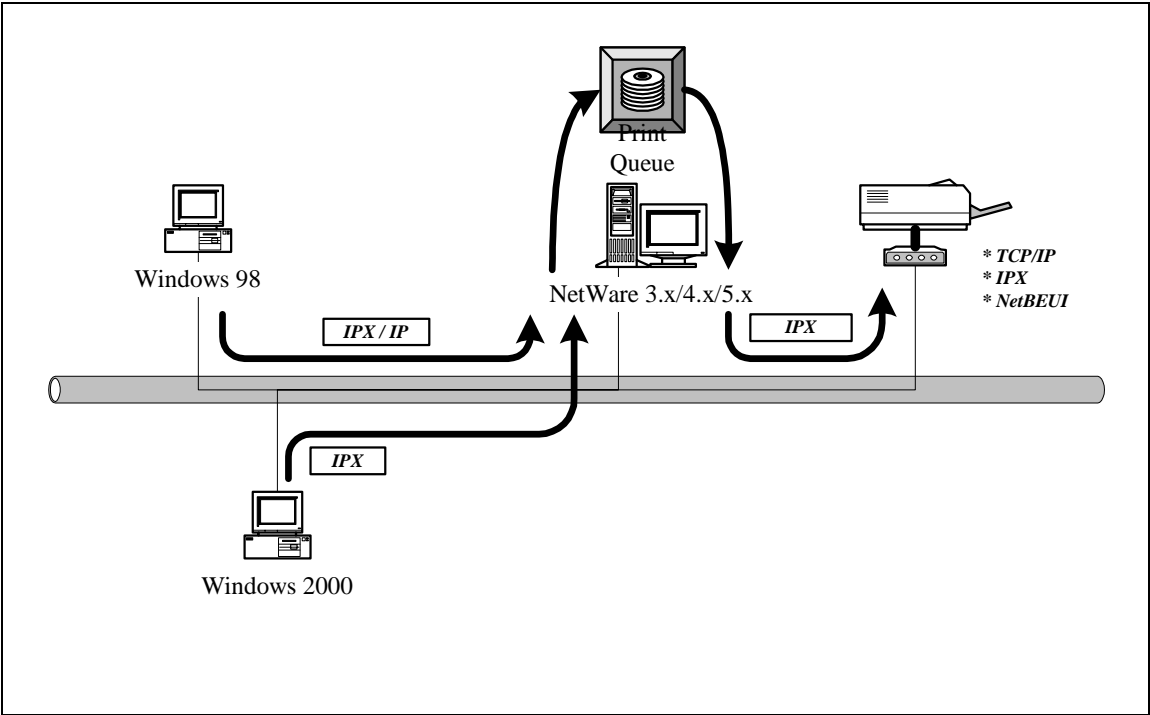 Print
Queue
Windows 98
NetWare 3.x/4.x/5.x
* TCP/IP
* IPX
* NetBEUI
IPX / IP
IPX
IPX
Windows 2000